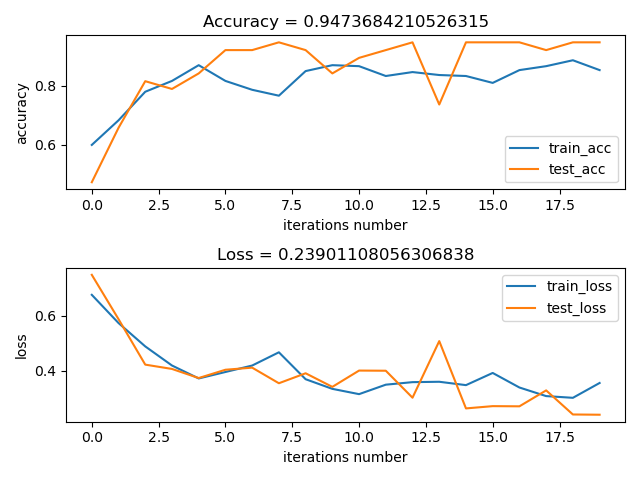 Accuracy = 0.9473684210526315
accuracy
0.8
0.6
train_acc
test_acc
0.0 2.5 5.0 7.5 10.0 12.5 15.0 17.5
iterations number
Loss = 0.23901108056306838
loss
0.6
0.4
train_loss
test_loss
0.0 2.5 5.0 7.5 10.0 12.5 15.0 17.5
iterations number